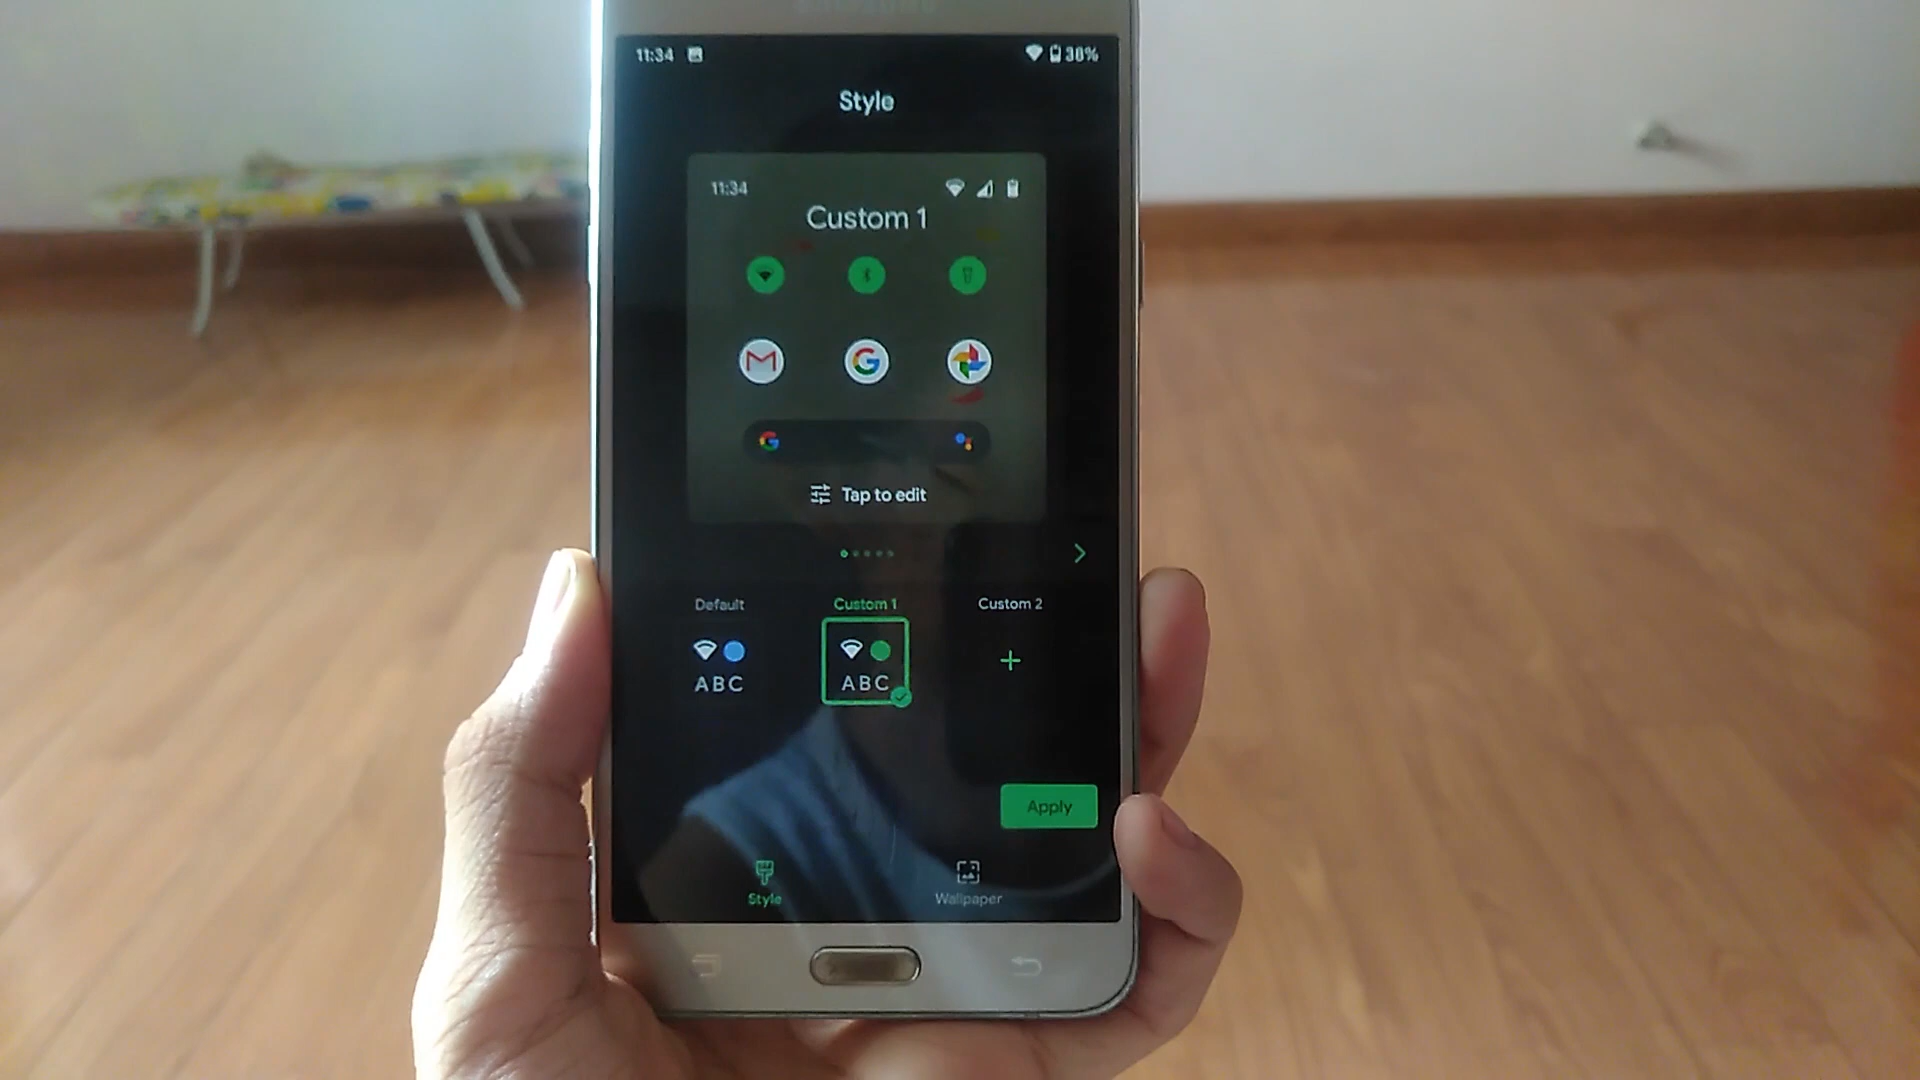 11:34 38%
Style
11:34
Custom 1
Tap to edit
Default Custom 1 Custom 2
ABC ABC
Apply
Style Wallpaper